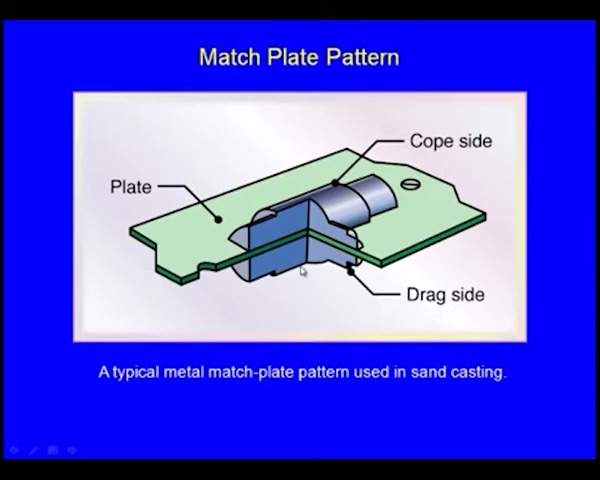 Match Plate Pattern
Cope side
Plate
Drag side
A typical metal match-plate pattern used in sand casting.